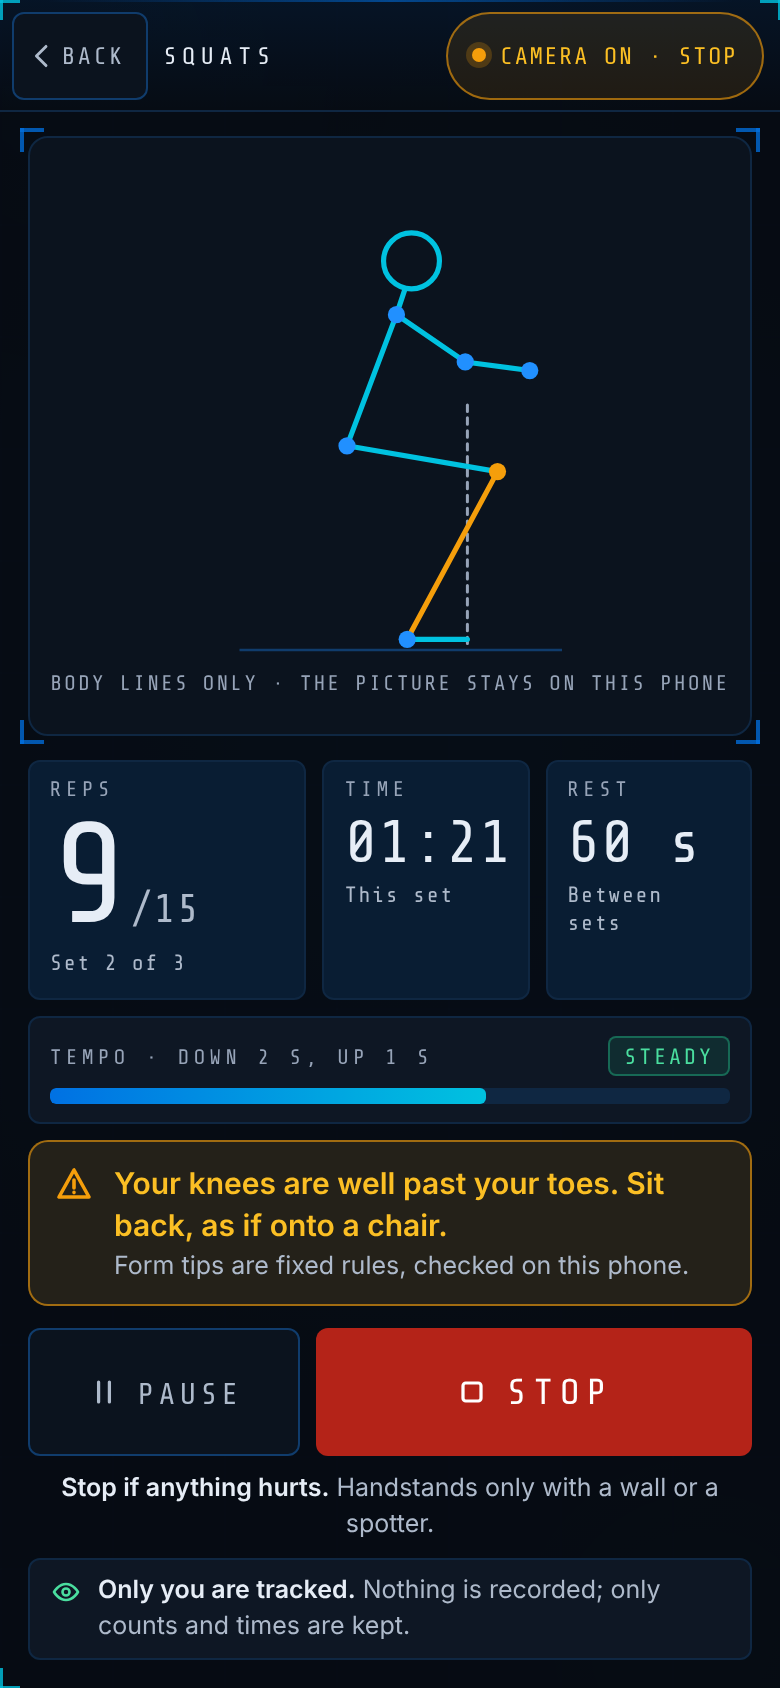 BACK
SQUATS
CAMERA ON · STOP
BODY LINES ONLY · THE PICTURE STAYS ON THIS PHONE
REPS
9/15
Set 2 of 3
TIME
01:21
This set
REST
60 s
Between
sets
TEMPO · DOWN 2 S, UP 1 S
STEADY
Your knees are well past your toes. Sit
back, as if onto a chair.
Form tips are fixed rules, checked on this phone.
PAUSE
STOP
Stop if anything hurts. Handstands only with a wall or a
spotter.
Only you are tracked. Nothing is recorded; only
counts and times are kept.